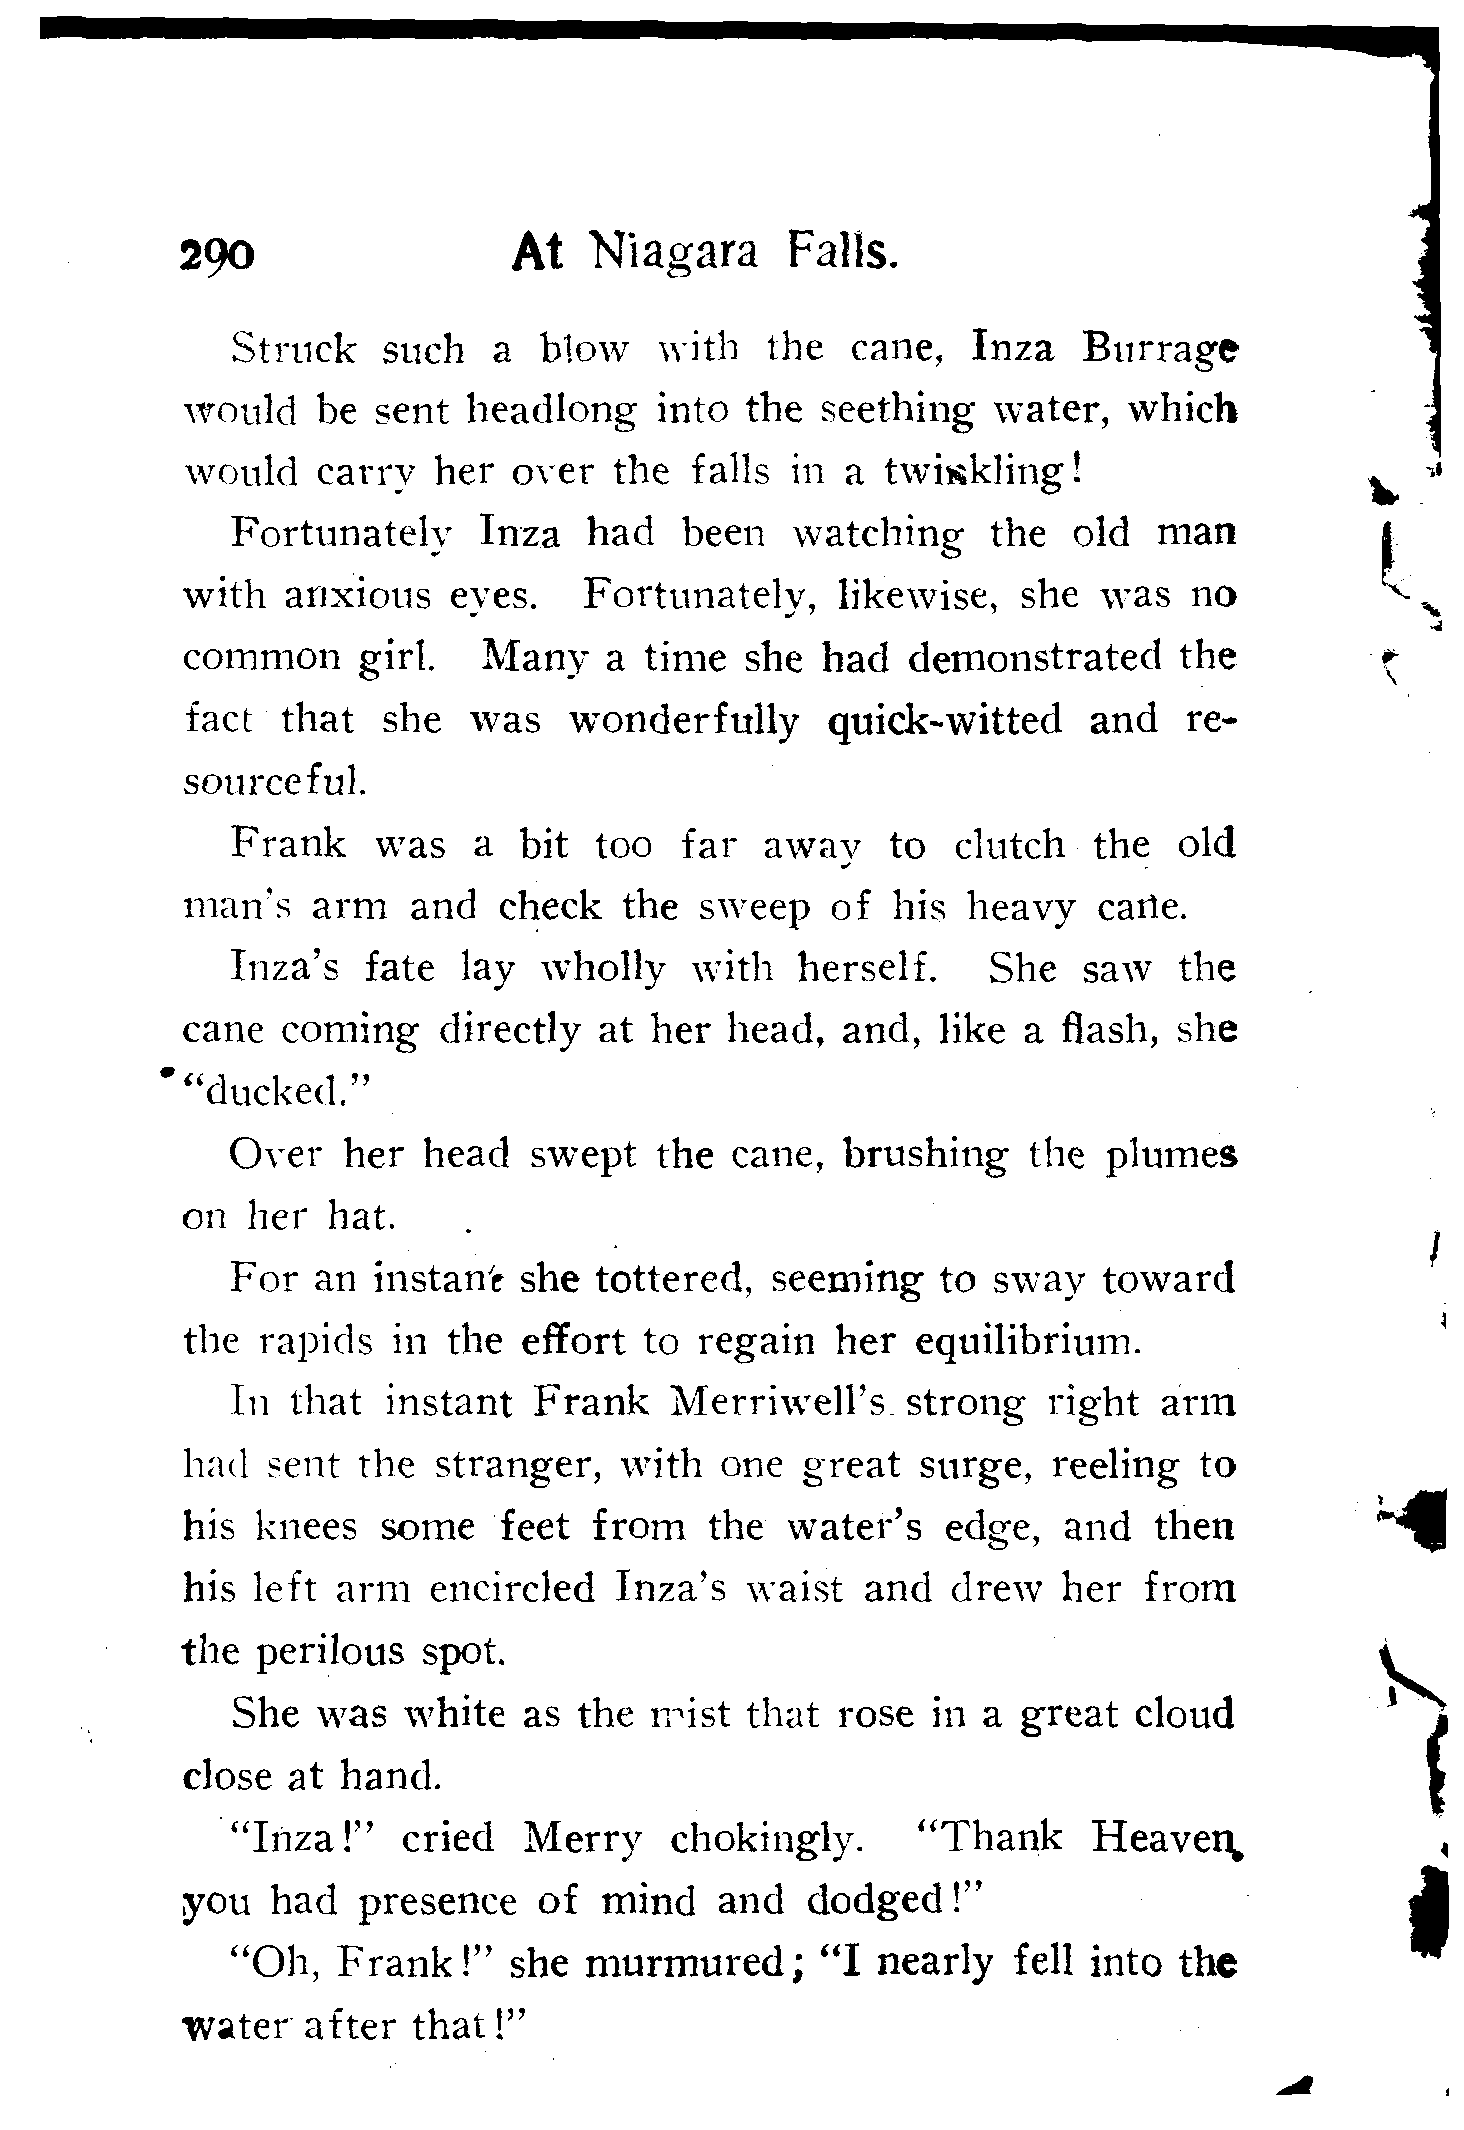 290 At Niagara Falls.
Struck such a blow with the cane, Inza Burrage
would be sent headlong into the seething water, which
would carry her over the falls in a twinkling!
Fortunately Inza had been watching the old man
with anxious eyes. Fortunately, likewise, she was no
common girl. Many a time she had demonstrated the
fact that she was wonderfully quick-witted and re-
sourceful.
Frank was a bit too far away to clutch the old
man's arm and check the sweep of his heavy cane.
Inza's fate lay wholly with herself. She saw the
cane coming directly at her head, and, like a flash, she
"ducked."
Over her head swept the cane, brushing the plumes
on her hat.
For an instant she tottered, seeming to sway toward
the rapids in the effort to regain her equilibrium.
In that instant Frank Merriwell's strong right arm
had sent the stranger, with one great surge, reeling to
his knees some feet from the water's edge, and then
his left arm encircled Inza's waist and drew her from
the perilous spot.
She was white as the mist that rose in a great cloud
close at hand.
"Inza!" cried Merry chokingly. "Thank Heaven,
you had presence of mind and dodged!"
"Oh, Frank!" she murmured; "I nearly fell into the
water after that!"